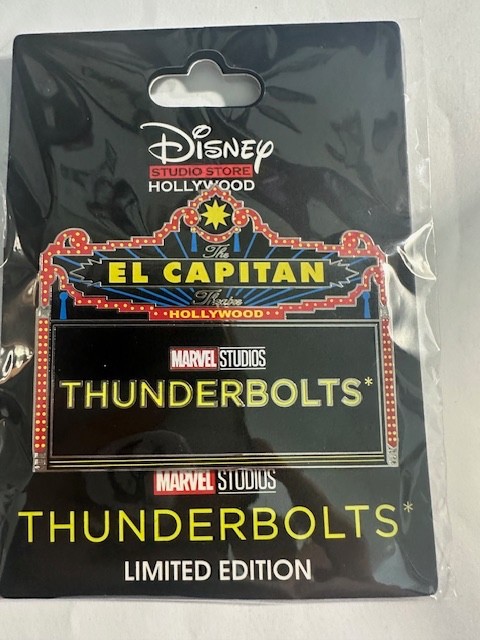 Disney
STUDIO STORE
HOLLYWOOD
The
EL CAPITAN
Theatre
HOLLYWOOD
MARVEL STUDIOS
THUNDERBOLTS*
MARVEL STUDIOS
THUNDERBOLTS*
LIMITED EDITION